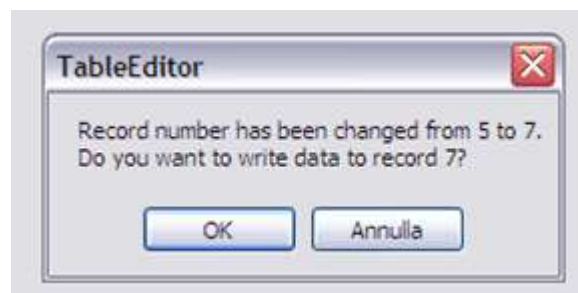 TableEditor
Record number has been changed from 5 to 7.
Do you want to write data to record 7?
OK Annulla